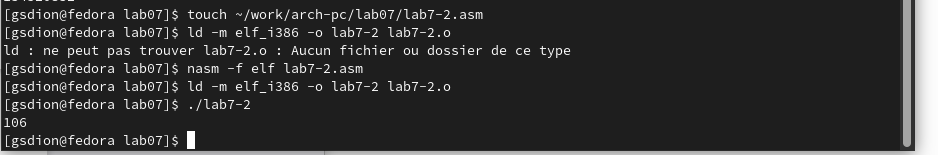 [gsdion@fedora lab07]$ touch ~/work/arch-pc/lab07/lab7-2.asm
[gsdion@fedora lab07]$ ld -m elf_i386 -o lab7-2 lab7-2.o
ld : ne peut pas trouver lab7-2.o : Aucun fichier ou dossier de ce type
[gsdion@fedora lab07]$ nasm -f elf lab7-2.asm
[gsdion@fedora lab07]$ ld -m elf_i386 -o lab7-2 lab7-2.o
[gsdion@fedora lab07]$ ./lab7-2
106
[gsdion@fedora lab07]$